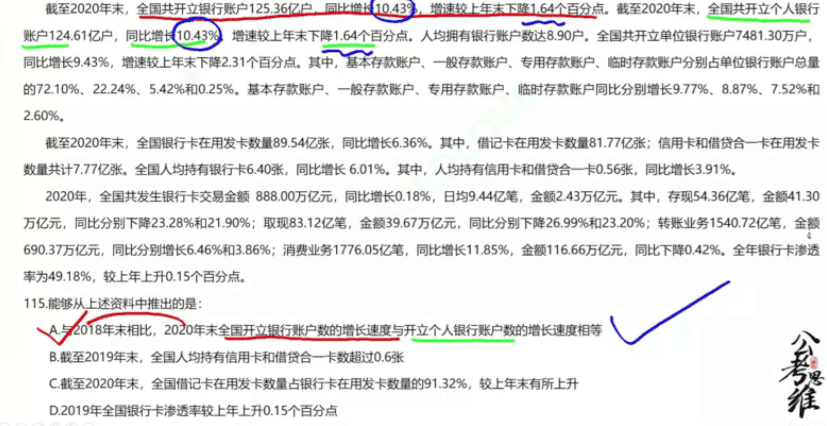 截至2020年末，全国共开立银行账户125.36亿户，同比增长10.43%，增速较上年末下降1.64个百分点。截至2020年末，全国共开立个人银
行账户124.61亿户，同比增长10.43%，增速较上年末下降1.64个百分点。人均拥有银行账户数达8.90户。全国共开立单位银行账户7481.30万户，
同比增长9.43%，增速较上年末下降2.31个百分点。其中，基本存款账户、一般存款账户、专用存款账户、临时存款账户分别占单位银行账户总量
的72.10%、22.24%、5.42%和0.25%。基本存款账户、一般存款账户、专用存款账户、临时存款账户同比分别增长9.77%、8.87%、7.52%和
2.60%。
截至2020年末，全国银行卡在用发卡数量89.54亿张，同比增长6.36%。其中，借记卡在用发卡数量81.77亿张；信用卡和借贷合一卡在用发卡
数量共计7.77亿张。全国人均持有银行卡6.40张，同比增长 6.01%。其中，人均持有信用卡和借贷合一卡0.56张，同比增长3.91%。
2020年，全国共发生银行卡交易金额 888.00万亿元，同比增长0.18%，日均9.44亿笔，金额2.43万亿元。其中，存现54.36亿笔，金额41.30
万亿元，同比分别下降23.28%和21.90%；取现83.12亿笔，金额39.67万亿元，同比分别下降26.99%和23.20%；转账业务1540.72亿笔，金额
690.37万亿元，同比分别增长6.46%和3.86%；消费业务1776.05亿笔，同比增长11.85%，金额116.66万亿元，同比下降0.42%。全年银行卡渗透
率为49.18%，较上年上升0.15个百分点。
115.能够从上述资料中推出的是：
A.与2018年末相比，2020年末全国开立银行账户数的增长速度与开立个人银行账户数的增长速度相等
B.截至2019年末，全国人均持有信用卡和借贷合一卡数超过0.6张
C.截至2020年末，全国借记卡在用发卡数量占银行卡在用发卡数量的91.32%，较上年末有所上升
D.2019年全国银行卡渗透率较上年上升0.15个百分点
公考思维